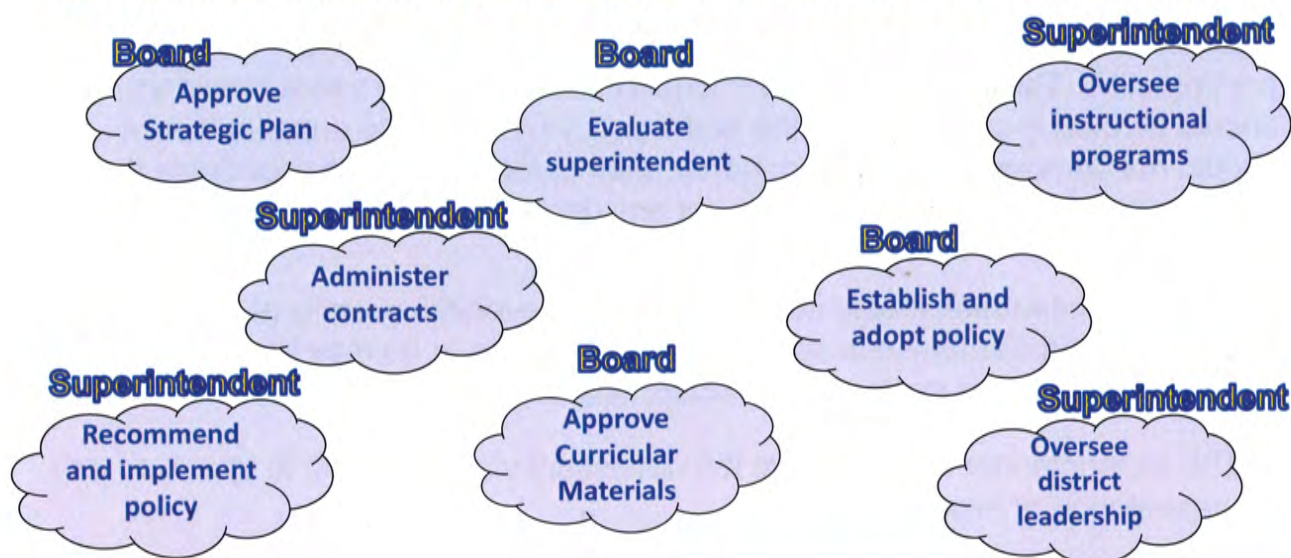 Board
Approve
Strategic Plan
Board
Evaluate
superintendent
Superintendent
Oversee
instructional
programs
Superintendent
Administer
contracts
Board
Establish and
adopt policy
Superintendent
Recommend
and implement
policy
Board
Approve
Curricular
Materials
Superintendent
Oversee
district
leadership